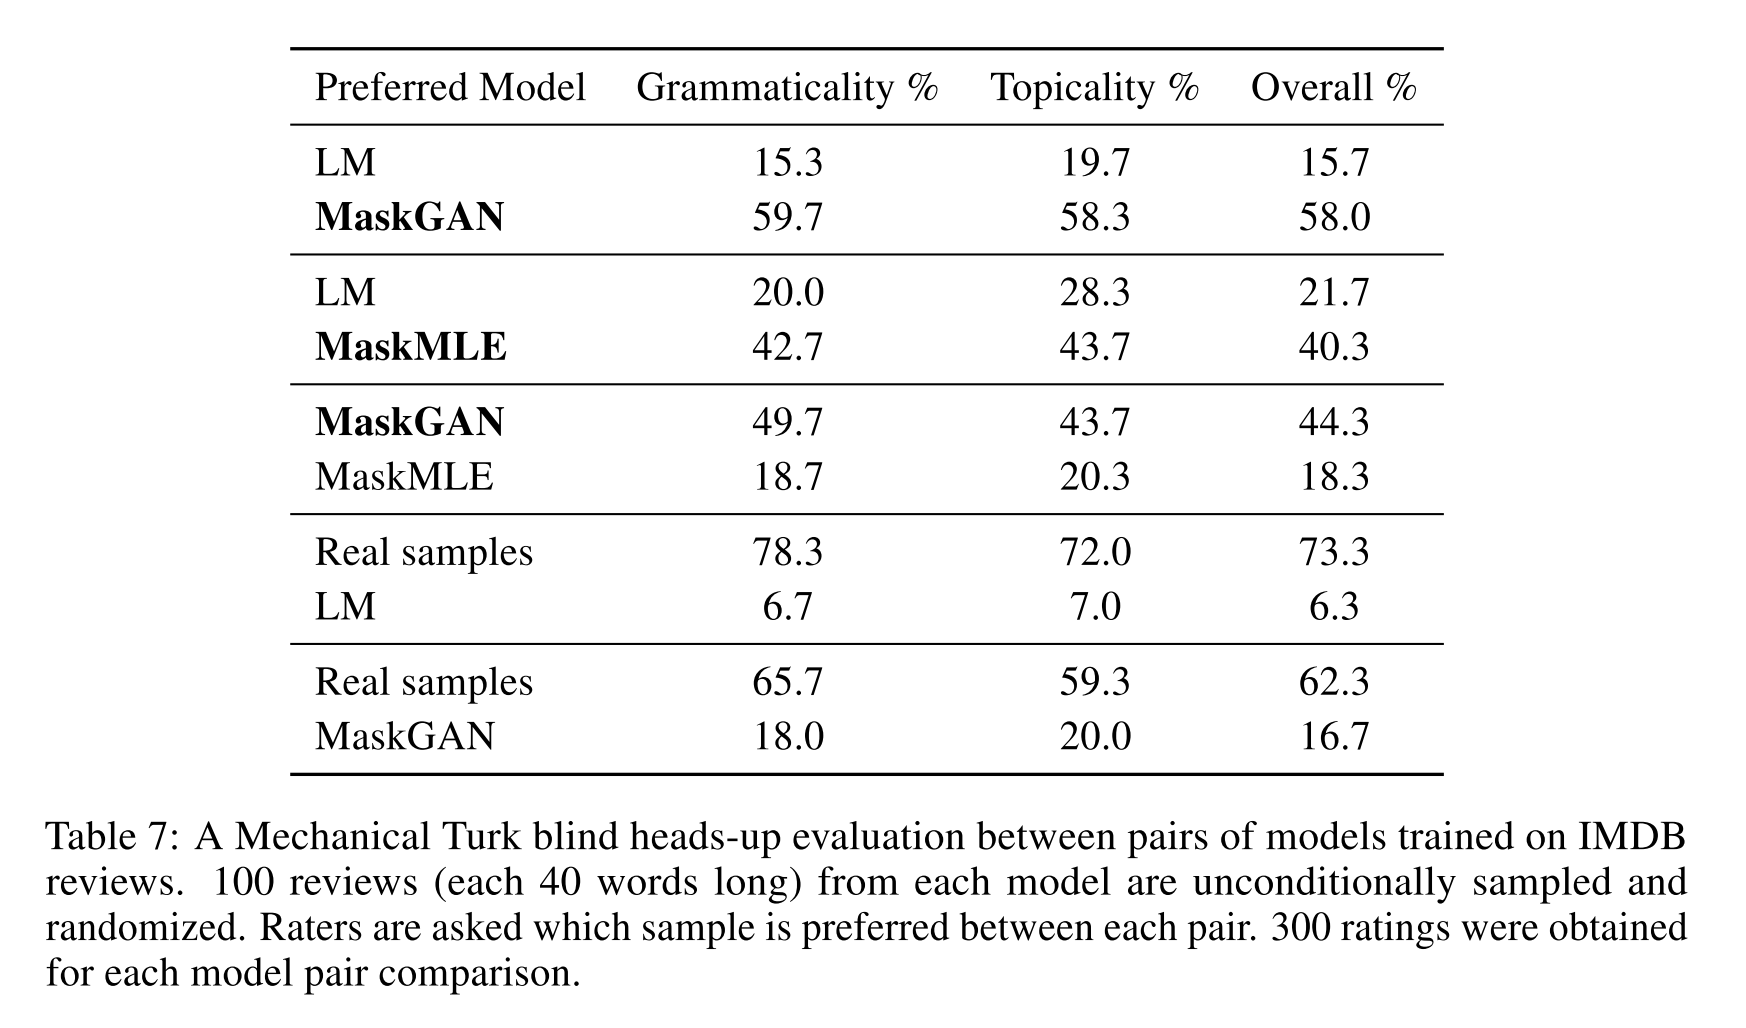 Preferred Model Grammaticality % Topicality % Overall %
LM 15.3 19.7 15.7
MaskGAN 59.7 58.3 58.0
LM 20.0 28.3 21.7
MaskMLE 42.7 43.7 40.3
MaskGAN 49.7 43.7 44.3
MaskMLE 18.7 20.3 18.3
Real samples 78.3 72.0 73.3
LM 6.7 7.0 6.3
Real samples 65.7 59.3 62.3
MaskGAN 18.0 20.0 16.7
Table 7: A Mechanical Turk blind heads-up evaluation between pairs of models trained on IMDB
reviews. 100 reviews (each 40 words long) from each model are unconditionally sampled and
randomized. Raters are asked which sample is preferred between each pair. 300 ratings were obtained
for each model pair comparison.